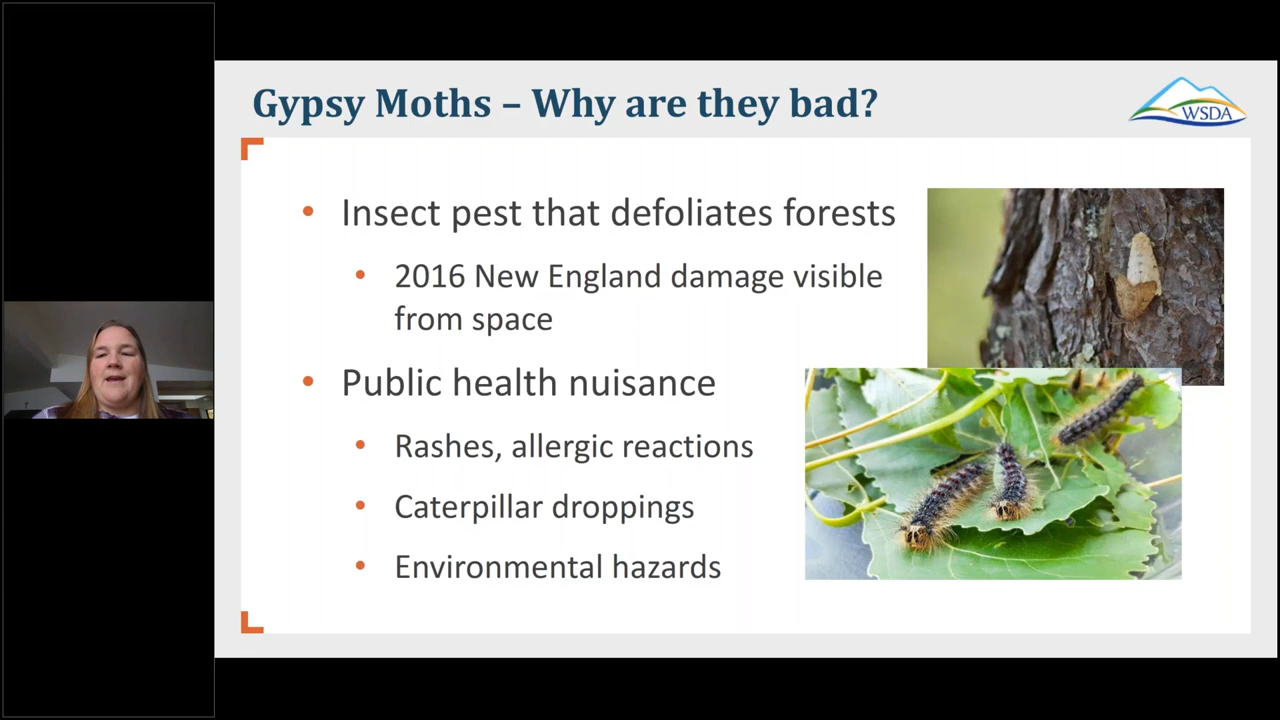 Gypsy Moths – Why are they bad?
WSDA
• Insect pest that defoliates forests
• 2016 New England damage visible
from space
• Public health nuisance
• Rashes, allergic reactions
• Caterpillar droppings
• Environmental hazards